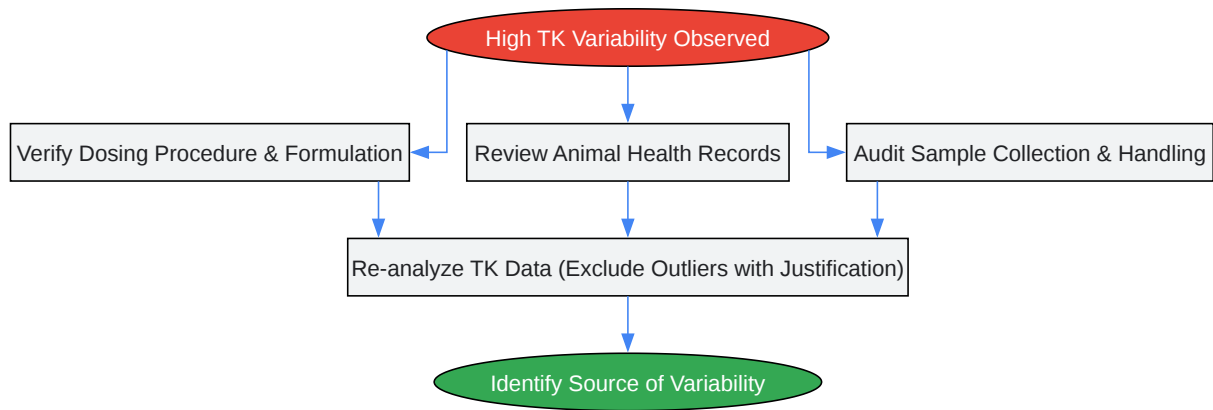 High TK Variability Observed
Verify Dosing Procedure & Formulation
Review Animal Health Records
Audit Sample Collection & Handling
Re-analyze TK Data (Exclude Outliers with Justification)
Identify Source of Variability